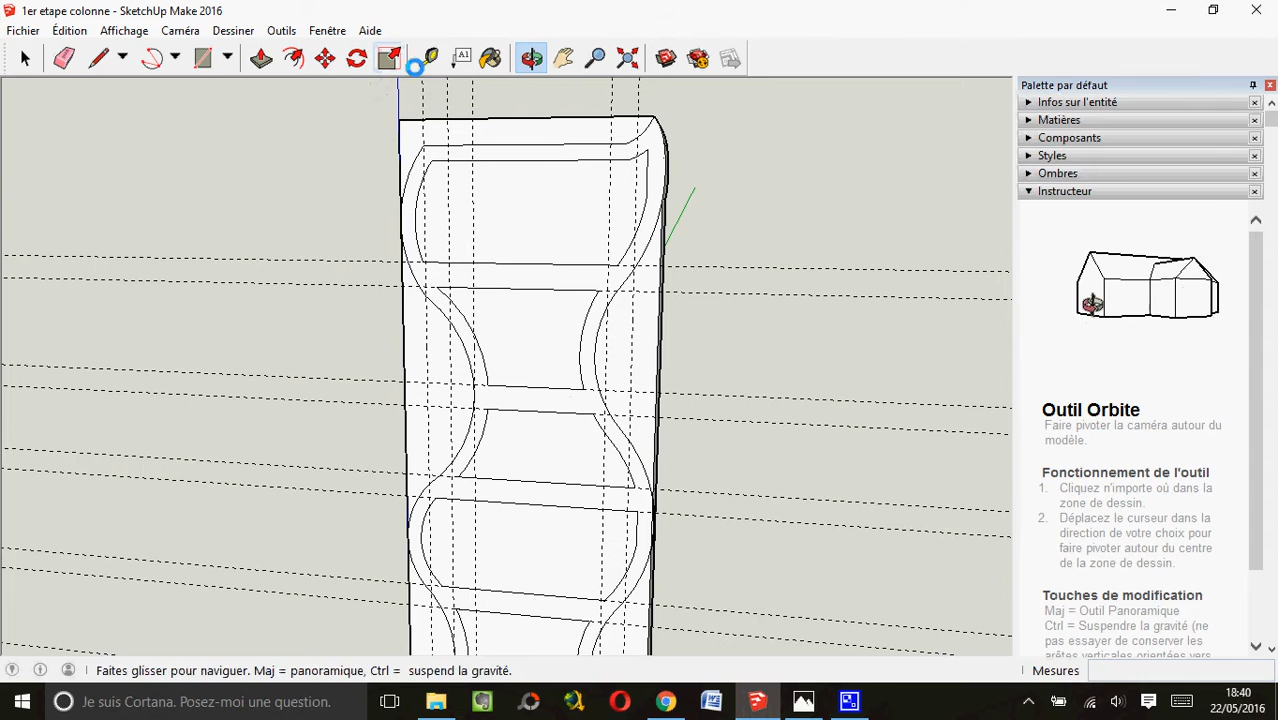 1er etape colonne - SketchUp Make 2016
Fichier Édition Affichage Caméra Dessiner Outils Fenêtre Aide
A1
Palette par défaut
Infos sur l'entité
Matières
Composants
Styles
Ombres
Instructeur
Outil Orbite
Faire pivoter la caméra autour du
modèle.
Fonctionnement de l'outil
1. Cliquez n'importe où dans la
zone de dessin.
2. Déplacez le curseur dans la
direction de votre choix pour
faire pivoter autour du centre
de la zone de dessin.
Touches de modification
Maj = Outil Panoramique
Ctrl = Suspendre la gravité (ne
pas essayer de conserver les
arêtes verticales orientées vers
Faites glisser pour naviguer. Maj = panoramique, Ctrl = suspend la gravité.
Mesures
Je suis Cortana. Posez-moi une question.
18:40
22/05/2016